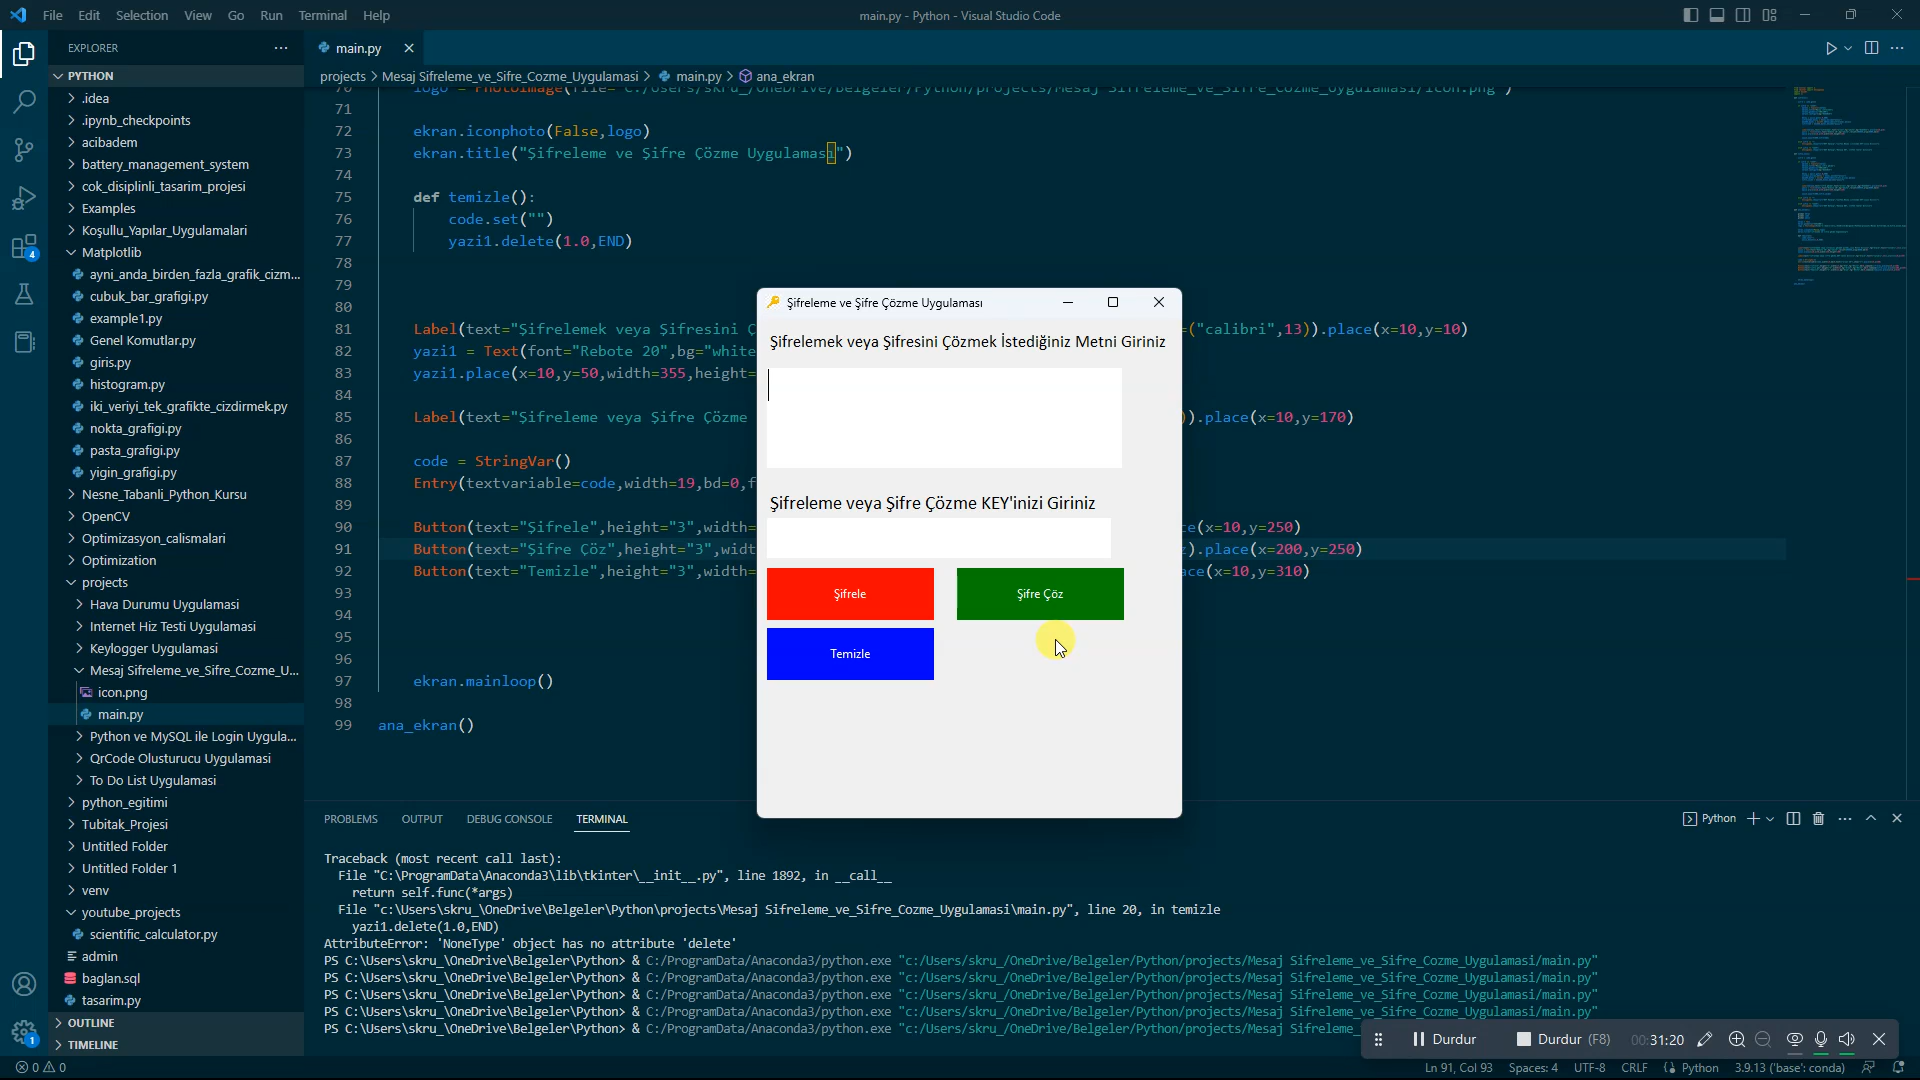 File Edit Selection View Go Run Terminal Help
main.py - Python - Visual Studio Code
EXPLORER
PYTHON
.idea
.ipynb_checkpoints
acibadem
battery_management_system
cok_disiplinli_tasarim_projesi
Examples
Koşullu_Yapılar_Uygulamalari
Matplotlib
ayni_anda_birden_fazla_grafik_cizm...
cubuk_bar_grafigi.py
example1.py
Genel Komutlar.py
giris.py
histogram.py
iki_veriyi_tek_grafikte_cizdirmek.py
nokta_grafigi.py
pasta_grafigi.py
yigin_grafigi.py
Nesne_Tabanli_Python_Kursu
OpenCV
Optimizasyon_calismalari
Optimization
projects
Hava Durumu Uygulamasi
Internet Hiz Testi Uygulamasi
Keylogger Uygulamasi
Mesaj Sifreleme_ve_Sifre_Cozme_U...
icon.png
main.py
Python ve MySQL ile Login Uygula...
QrCode Olusturucu Uygulamasi
To Do List Uygulamasi
python_egitimi
Tubitak_Projesi
Untitled Folder
Untitled Folder 1
venv
youtube_projects
scientific_calculator.py
admin
baglan.sql
tasarim.py
OUTLINE
TIMELINE
main.py
projects > Mesaj Sifreleme_ve_Sifre_Cozme_Uygulamasi > main.py > ana_ekran
71
72 ekran.iconphoto(False,logo)
73 ekran.title("Şifreleme ve Şifre Çözme Uygulaması")
74
75 def temizle():
76 code.set("")
77 yazi1.delete(1.0,END)
78
79
80
81 Label(text="Şifrelemek veya Şifresini Ç =("calibri",13)).place(x=10,y=10)
82 yazi1 = Text(font="Rebote 20",bg="white
83 yazi1.place(x=10,y=50,width=355,height=
84
85 Label(text="Şifreleme veya Şifre Çözme )).place(x=10,y=170)
86
87 code = StringVar()
88 Entry(textvariable=code,width=19,bd=0,f
89
90 Button(text="Şifrele",height="3",width= e(x=10,y=250)
91 Button(text="Şifre Çöz",height="3",widt ).place(x=200,y=250)
92 Button(text="Temizle",height="3",width= ace(x=10,y=310)
93
94
95
96
97 ekran.mainloop()
98
99 ana_ekran()
Şifreleme ve Şifre Çözme Uygulaması
Şifrelemek veya Şifresini Çözmek İstediğiniz Metni Giriniz
Şifreleme veya Şifre Çözme KEY'inizi Giriniz
Şifrele
Şifre Çöz
Temizle
PROBLEMS OUTPUT DEBUG CONSOLE TERMINAL
Python
Traceback (most recent call last):
File "C:\ProgramData\Anaconda3\lib\tkinter\__init__.py", line 1892, in __call__
return self.func(*args)
File "c:\Users\skru_\OneDrive\Belgeler\Python\projects\Mesaj Sifreleme_ve_Sifre_Cozme_Uygulamasi\main.py", line 20, in temizle
yazi1.delete(1.0,END)
AttributeError: 'NoneType' object has no attribute 'delete'
PS C:\Users\skru_\OneDrive\Belgeler\Python> & C:/ProgramData/Anaconda3/python.exe "c:/Users/skru_/OneDrive/Belgeler/Python/projects/Mesaj Sifreleme_ve_Sifre_Cozme_Uygulamasi/main.py"
PS C:\Users\skru_\OneDrive\Belgeler\Python> & C:/ProgramData/Anaconda3/python.exe "c:/Users/skru_/OneDrive/Belgeler/Python/projects/Mesaj Sifreleme_ve_Sifre_Cozme_Uygulamasi/main.py"
PS C:\Users\skru_\OneDrive\Belgeler\Python> & C:/ProgramData/Anaconda3/python.exe "c:/Users/skru_/OneDrive/Belgeler/Python/projects/Mesaj Sifreleme_ve_Sifre_Cozme_Uygulamasi/main.py"
PS C:\Users\skru_\OneDrive\Belgeler\Python> & C:/ProgramData/Anaconda3/python.exe "c:/Users/skru_/OneDrive/Belgeler/Python/projects/Mesaj Sifreleme_ve_Sifre_Cozme_Uygulamasi/main.py"
PS C:\Users\skru_\OneDrive\Belgeler\Python> & C:/ProgramData/Anaconda3/python.exe "c:/Users/skru_/OneDrive/Belgeler/Python/projects/Mesaj Sifreleme_
Durdur Durdur (F8) 00:31:20
0 0
Ln 91, Col 93 Spaces: 4 UTF-8 CRLF Python 3.9.13 ('base': conda)
4
1